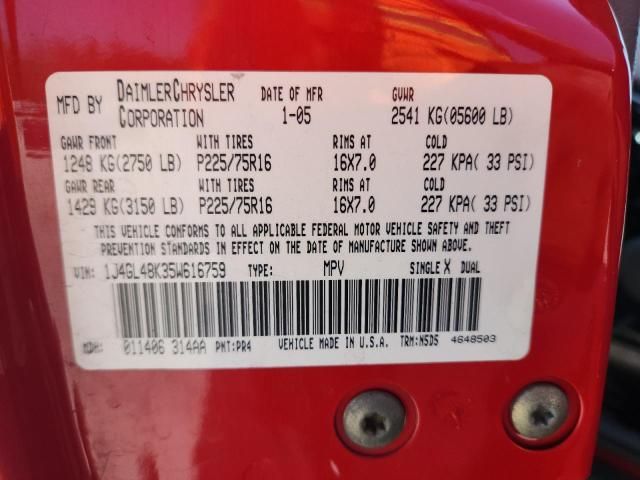 MFD BY DAIMLERCHRYSLER CORPORATION DATE OF MFR 1-05 GVWR 2541 KG(05600 LB)
GAWR FRONT WITH TIRES RIMS AT COLD
1248 KG(2750 LB) P225/75R16 16X7.0 227 KPA( 33 PSI)
GAWR REAR WITH TIRES RIMS AT COLD
1429 KG(3150 LB) P225/75R16 16X7.0 227 KPA( 33 PSI)
THIS VEHICLE CONFORMS TO ALL APPLICABLE FEDERAL MOTOR VEHICLE SAFETY AND THEFT
PREVENTION STANDARDS IN EFFECT ON THE DATE OF MANUFACTURE SHOWN ABOVE.
VIN: 1J4GL48K35W616759 TYPE: MPV SINGLE X DUAL
MDH: 011406 314AA PNT:PR4 VEHICLE MADE IN U.S.A. TRM:N5D5 4648503